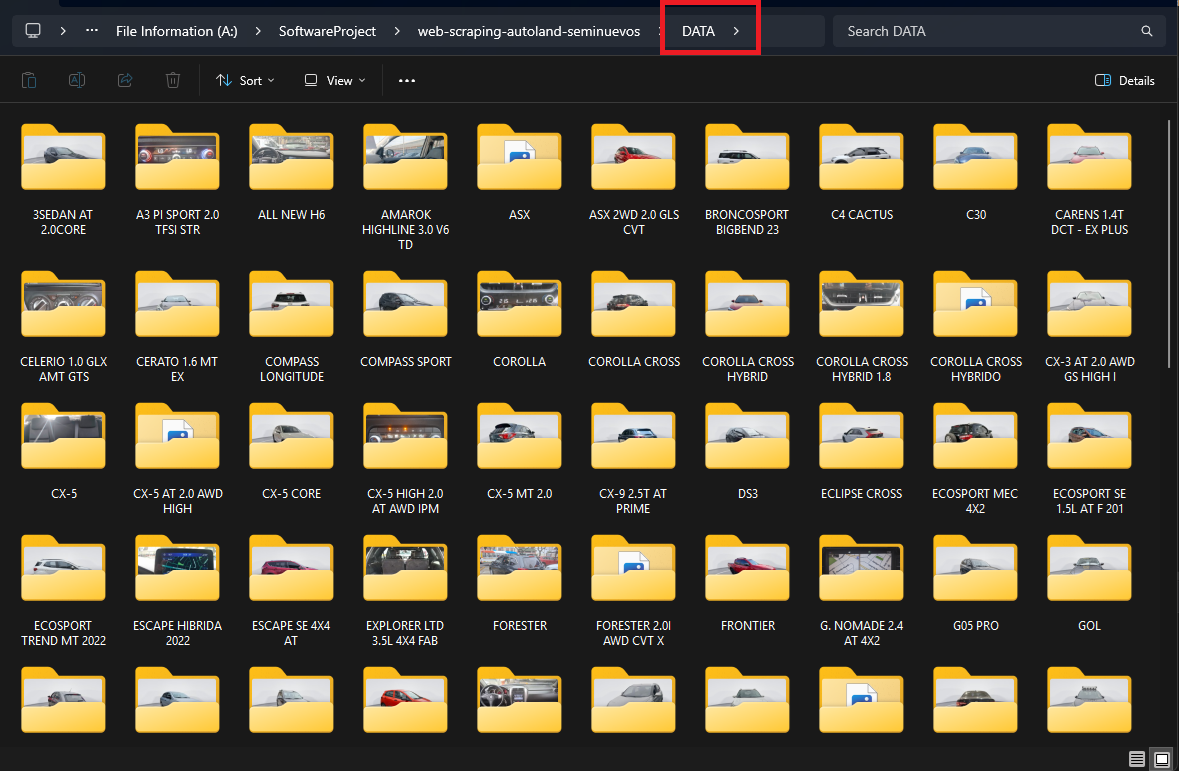 File Information (A:)
SoftwareProject
web-scraping-autoland-seminuevos
DATA
Search DATA
Sort
View
Details
3SEDAN AT
2.0CORE
A3 PI SPORT 2.0
TFSI STR
ALL NEW H6
AMAROK
HIGHLINE 3.0 V6
TD
ASX
ASX 2WD 2.0 GLS
CVT
BRONCOSPORT
BIGBEND 23
C4 CACTUS
C30
CARENS 1.4T
DCT - EX PLUS
CELERIO 1.0 GLX
AMT GTS
CERATO 1.6 MT
EX
COMPASS
LONGITUDE
COMPASS SPORT
COROLLA
COROLLA CROSS
COROLLA CROSS
HYBRID
COROLLA CROSS
HYBRID 1.8
COROLLA CROSS
HYBRIDO
CX-3 AT 2.0 AWD
GS HIGH I
CX-5
CX-5 AT 2.0 AWD
HIGH
CX-5 CORE
CX-5 HIGH 2.0
AT AWD IPM
CX-5 MT 2.0
CX-9 2.5T AT
PRIME
DS3
ECLIPSE CROSS
ECOSPORT MEC
4X2
ECOSPORT SE
1.5L AT F 201
ECOSPORT
TREND MT 2022
ESCAPE HIBRIDA
2022
ESCAPE SE 4X4
AT
EXPLORER LTD
3.5L 4X4 FAB
FORESTER
FORESTER 2.0I
AWD CVT X
FRONTIER
G. NOMADE 2.4
AT 4X2
G05 PRO
GOL